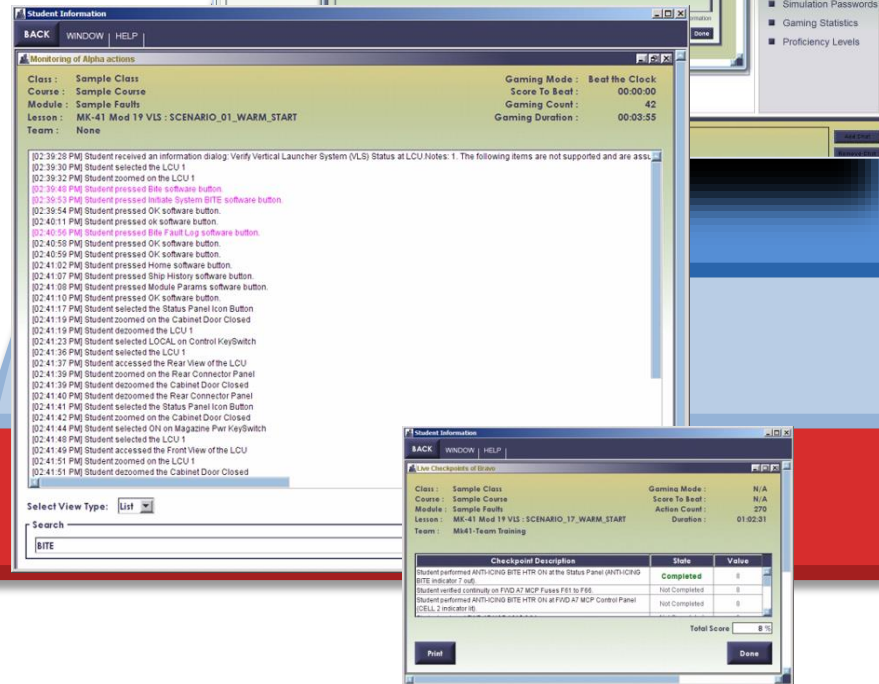 Student Information
BACK WINDOW HELP
Monitoring of Alpha actions
Class : Sample Class
Course : Sample Course
Module : Sample Faults
Lesson : MK-41 Mod 19 VLS : SCENARIO_01_WARM_START
Team : None
Gaming Mode : Beat the Clock
Score To Beat : 00:00:00
Gaming Count : 42
Gaming Duration : 00:03:55
[02:39:28 PM] Student received an information dialog: Verify Vertical Launcher System (VLS) Status at LCU.Notes: 1. The following items are not supported and are assu
[02:39:30 PM] Student selected the LCU 1
[02:39:32 PM] Student zoomed on the LCU 1
[02:39:48 PM] Student pressed Bite software button.
[02:39:53 PM] Student pressed Initiate System BITE software button.
[02:39:54 PM] Student pressed OK software button.
[02:40:11 PM] Student pressed ok software button.
[02:40:56 PM] Student pressed Bite Fault Log software button.
[02:40:58 PM] Student pressed OK software button.
[02:40:59 PM] Student pressed OK software button.
[02:41:02 PM] Student pressed Home software button.
[02:41:07 PM] Student pressed Ship History software button.
[02:41:08 PM] Student pressed Module Params software button.
[02:41:10 PM] Student pressed OK software button.
[02:41:17 PM] Student selected the Status Panel Icon Button
[02:41:19 PM] Student zoomed on the Cabinet Door Closed
[02:41:19 PM] Student dezoomed the LCU 1
[02:41:23 PM] Student selected LOCAL on Control KeySwitch
[02:41:36 PM] Student selected the LCU 1
[02:41:37 PM] Student accessed the Rear View of the LCU
[02:41:39 PM] Student zoomed on the Rear Connector Panel
[02:41:39 PM] Student dezoomed the Cabinet Door Closed
[02:41:40 PM] Student dezoomed the Rear Connector Panel
[02:41:41 PM] Student selected the Status Panel Icon Button
[02:41:42 PM] Student zoomed on the Cabinet Door Closed
[02:41:44 PM] Student selected ON on Magazine Pwr KeySwitch
[02:41:48 PM] Student selected the LCU 1
[02:41:49 PM] Student accessed the Front View of the LCU
[02:41:51 PM] Student zoomed on the LCU 1
[02:41:51 PM] Student dezoomed the Cabinet Door Closed
Select View Type: List
Search
BITE
Done
Simulation Passwords
Gaming Statistics
Proficiency Levels
Student Information
BACK WINDOW HELP
Live Checkpoints of Bravo
Class : Sample Class
Course : Sample Course
Module : Sample Faults
Lesson : MK-41 Mod 19 VLS : SCENARIO_17_WARM_START
Team : Mk41-Team Training
Gaming Mode : N/A
Score To Beat : N/A
Action Count : 270
Duration : 01:02:31
Checkpoint Description State Value
Student performed ANTI-ICING BITE HTR ON at the Status Panel (ANTI-ICING
BITE indicator 7 out). Completed 8
Student verified continuity on FWD A7 MCP Fuses F61 to F66. Not Completed 8
Student performed ANTI-ICING BITE HTR ON at FWD A7 MCP Control Panel
(CELL 2 indicator lit). Not Completed 8
Total Score 8 %
Print Done